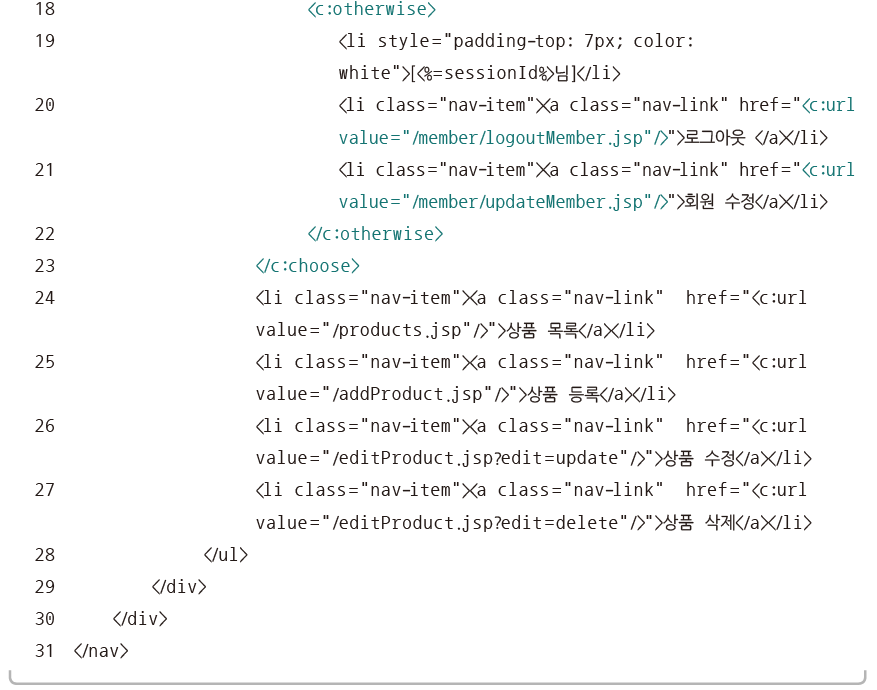 18 <c:otherwise>
19 <li style="padding-top: 7px; color:
white">[<%=sessionId%>님]</li>
20 <li class="nav-item"><a class="nav-link" href="<c:url
value="/member/logoutMember.jsp"/>">로그아웃 </a></li>
21 <li class="nav-item"><a class="nav-link" href="<c:url
value="/member/updateMember.jsp"/>">회원 수정</a></li>
22 </c:otherwise>
23 </c:choose>
24 <li class="nav-item"><a class="nav-link"  href="<c:url
value="/products.jsp"/>">상품 목록</a></li>
25 <li class="nav-item"><a class="nav-link"  href="<c:url
value="/addProduct.jsp"/>">상품 등록</a></li>
26 <li class="nav-item"><a class="nav-link"  href="<c:url
value="/editProduct.jsp?edit=update"/>">상품 수정</a></li>
27 <li class="nav-item"><a class="nav-link"  href="<c:url
value="/editProduct.jsp?edit=delete"/>">상품 삭제</a></li>
28 </ul>
29 </div>
30 </div>
31 </nav>